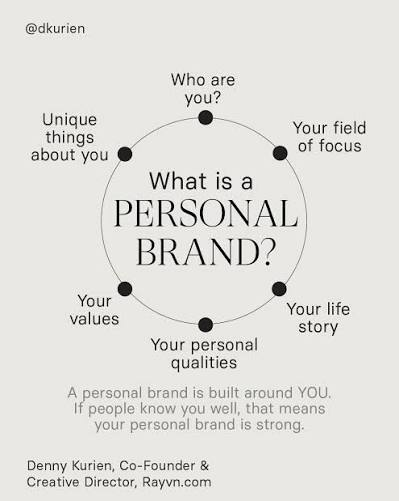 @dkurien
Who are
you?
Unique
things
about you
Your field
of focus
What is a
PERSONAL
BRAND?
Your
values
Your life
story
Your personal
qualities
A personal brand is built around YOU.
If people know you well, that means
your personal brand is strong.
Denny Kurien, Co-Founder &
Creative Director, Rayvn.com